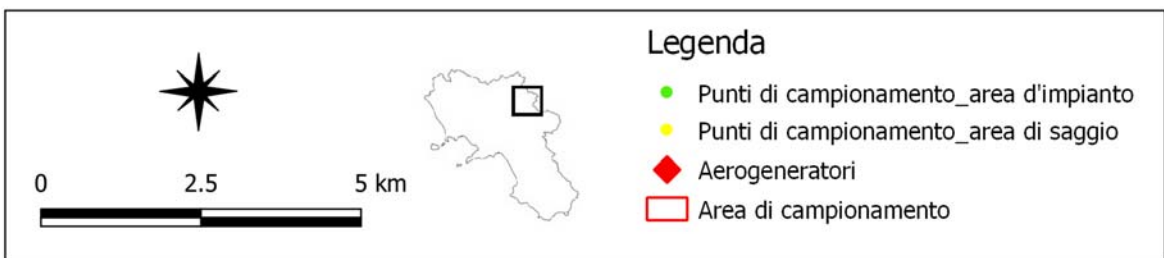 Legenda
Punti di campionamento_area d'impianto
Punti di campionamento_area di saggio
Aerogeneratori
Area di campionamento
0 2.5 5 km